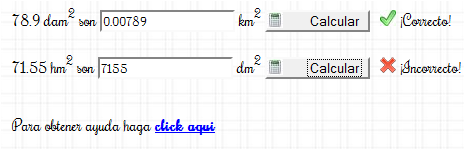 78.9 dam² son 0.00789 km² Calcular ¡Correcto!
71.55 hm² son 7155 dm² Calcular ¡Incorrecto!
Para obtener ayuda haga click aqui